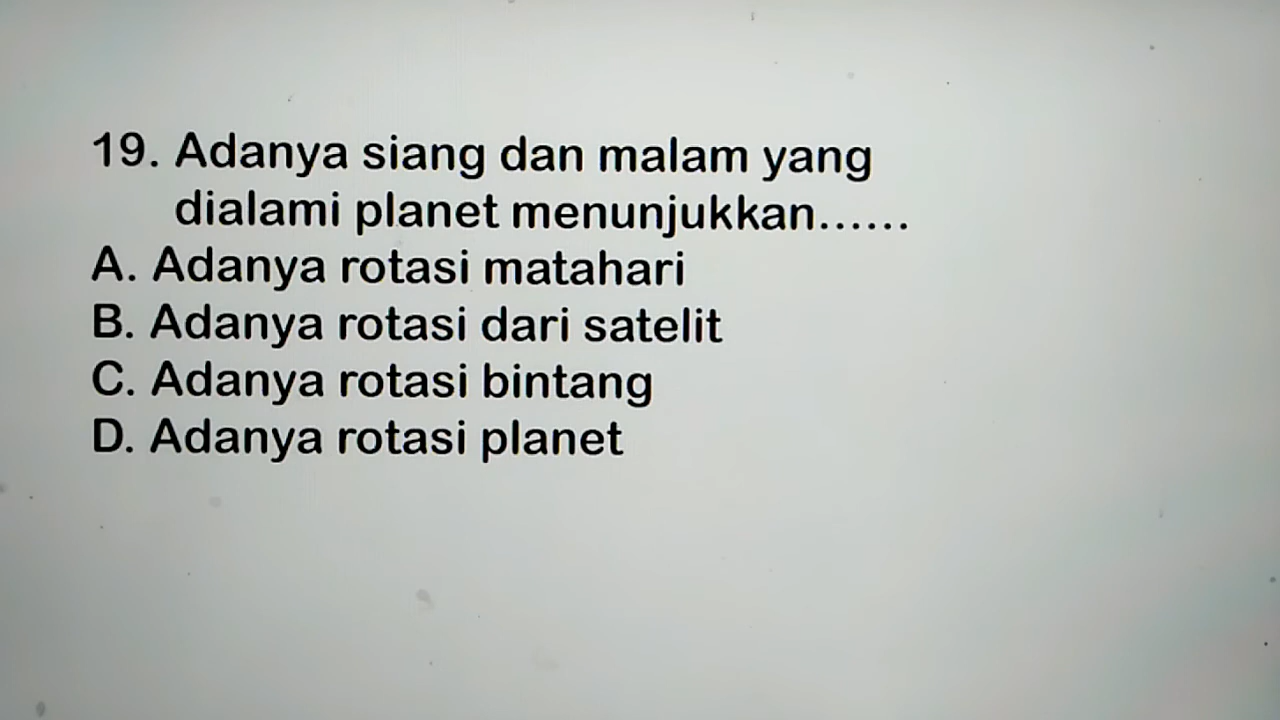 19. Adanya siang dan malam yang
dialami planet menunjukkan......
A. Adanya rotasi matahari
B. Adanya rotasi dari satelit
C. Adanya rotasi bintang
D. Adanya rotasi planet